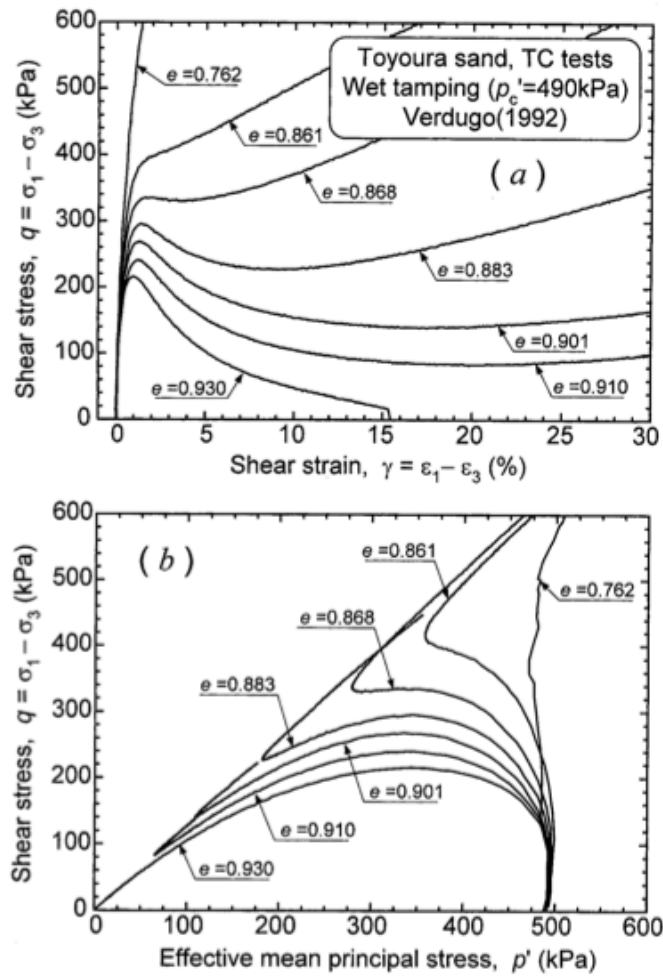 600
500
400
300
200
100
0
Shear stress, q = σ₁ – σ₃ (kPa)
Toyoura sand, TC tests
Wet tamping (pc'=490kPa)
Verdugo(1992)
(a)
e=0.762
e=0.861
e=0.868
e=0.883
e=0.901
e=0.910
e=0.930
0 5 10 15 20 25 30
Shear strain, γ = ε₁– ε₃ (%)
600
500
400
300
200
100
0
Shear stress, q = σ₁ – σ₃ (kPa)
(b)
e=0.861
e=0.762
e=0.868
e=0.883
e=0.901
e=0.910
e=0.930
0 100 200 300 400 500 600
Effective mean principal stress, p' (kPa)